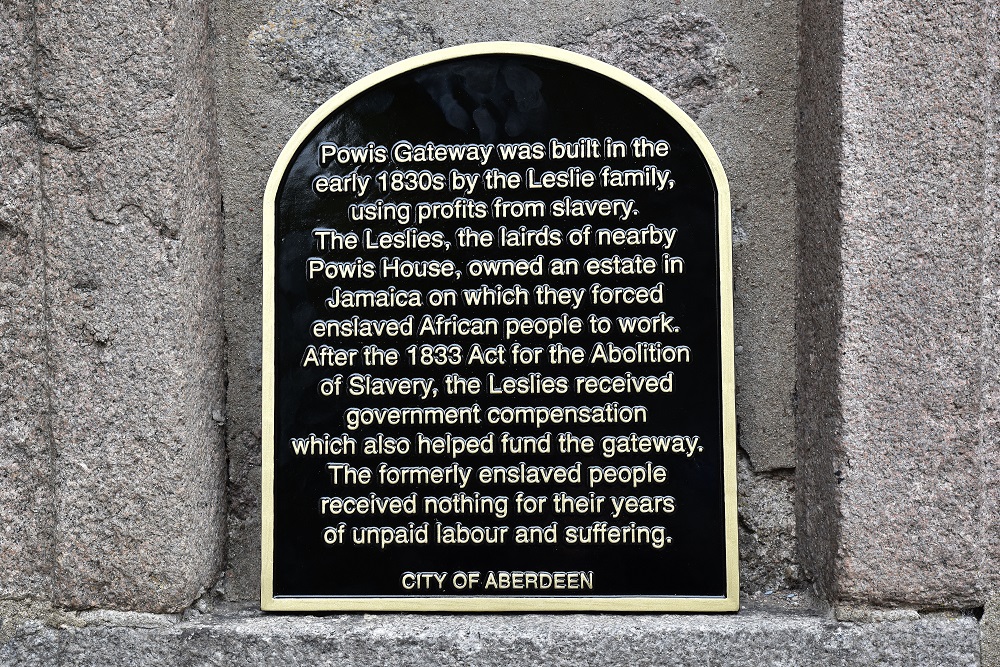 Powis Gateway was built in the
early 1830s by the Leslie family,
using profits from slavery.
The Leslies, the lairds of nearby
Powis House, owned an estate in
Jamaica on which they forced
enslaved African people to work.
After the 1833 Act for the Abolition
of Slavery, the Leslies received
government compensation
which also helped fund the gateway.
The formerly enslaved people
received nothing for their years
of unpaid labour and suffering.
CITY OF ABERDEEN